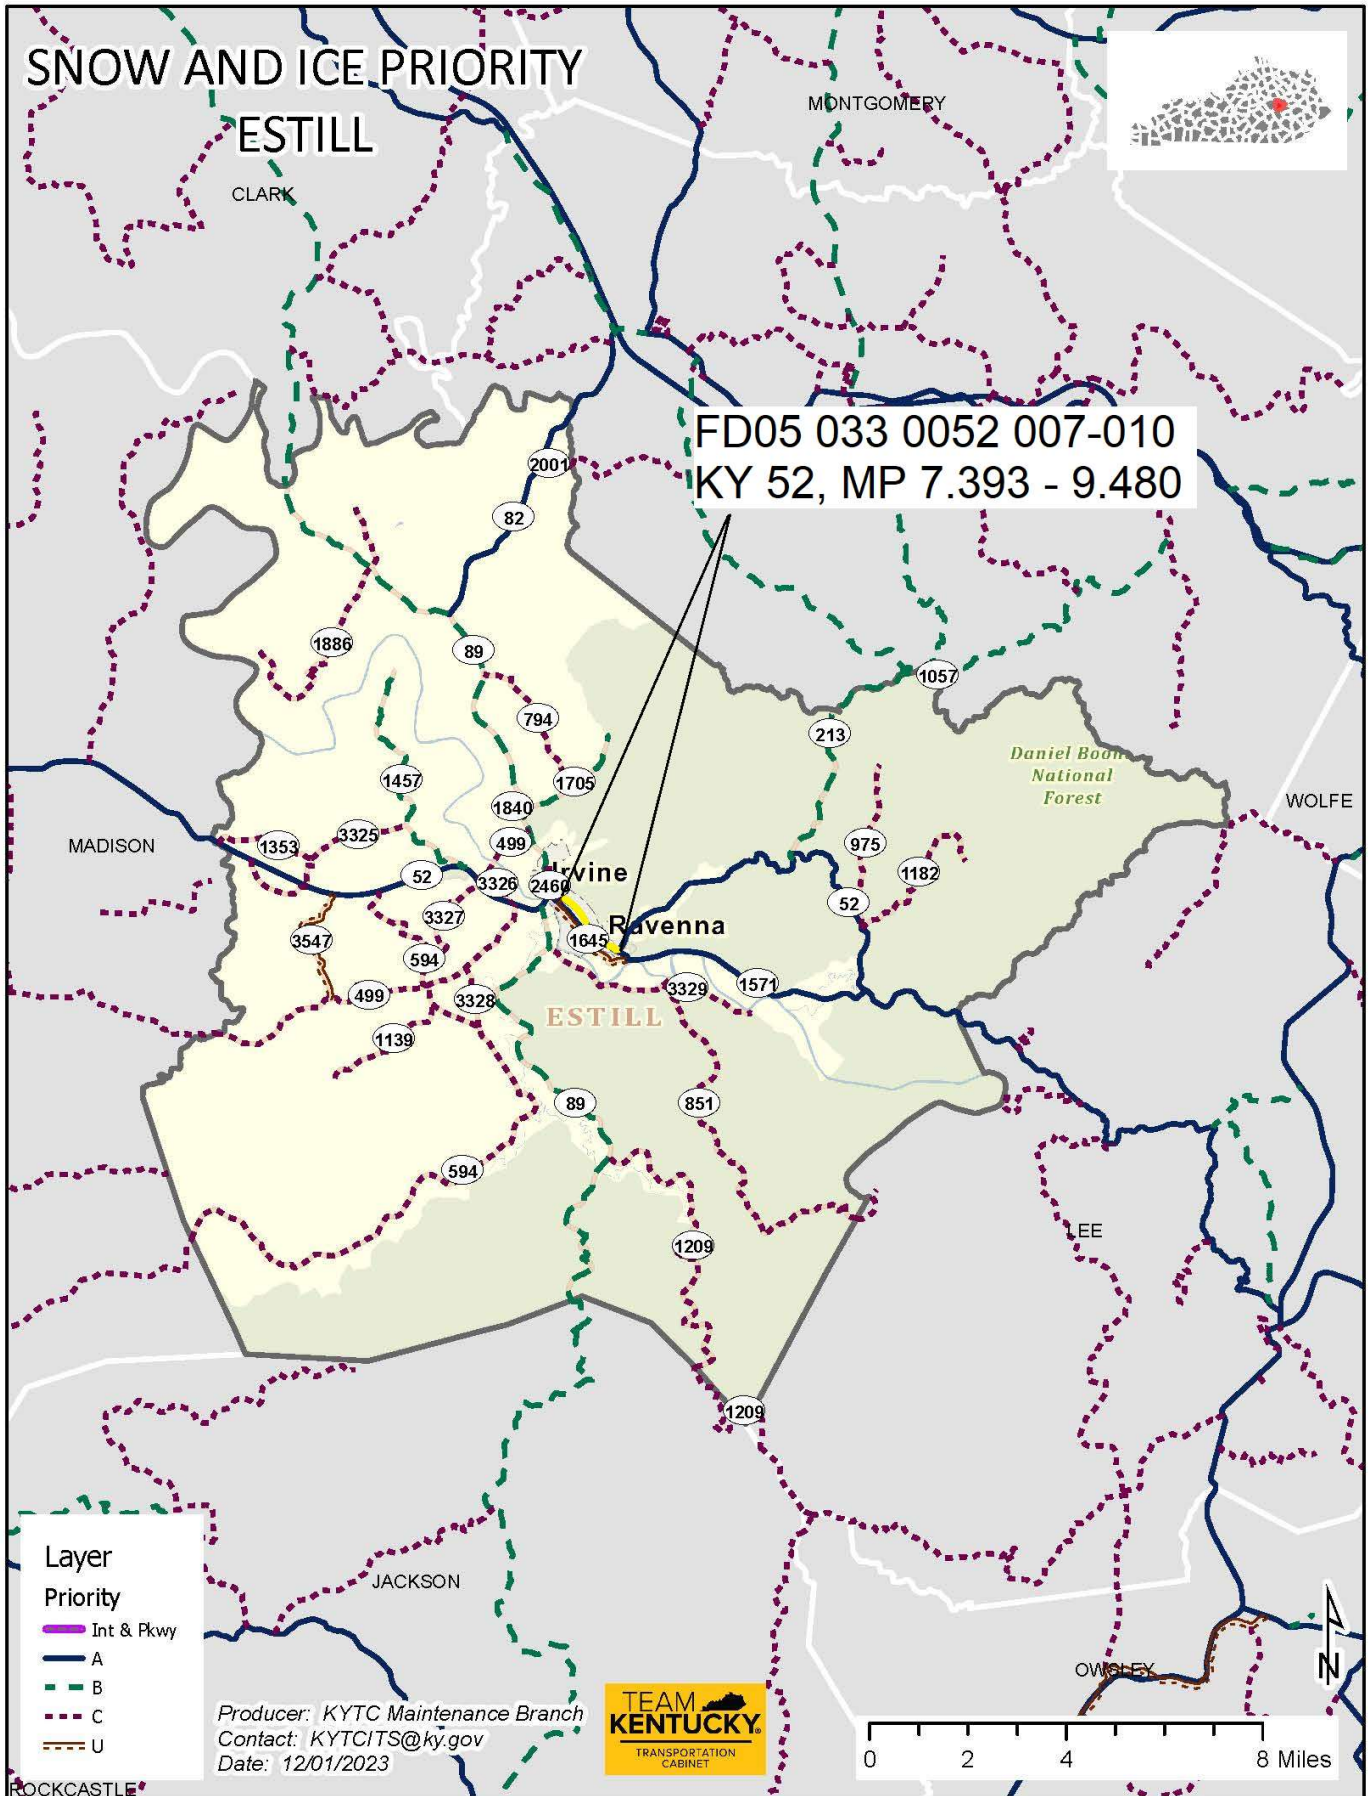 SNOW AND ICE PRIORITY
ESTILL
MONTGOMERY
CLARK
FD05 033 0052 007-010
KY 52, MP 7.393 - 9.480
2001
82
1886
89
1057
794
213
Daniel Boon
National
Forest
1457
1705
WOLFE
1840
MADISON
1353
3325
499
975
52
3326
2460
Irvine
1182
3327
52
3547
1645
Ravenna
594
499
3328
3329
1571
ESTILL
1139
89
851
594
1209
LEE
1209
Layer
Priority
Int & Pkwy
A
B
C
U
JACKSON
OWSLEY
N
Producer: KYTC Maintenance Branch
Contact: KYTCITS@ky.gov
Date: 12/01/2023
TEAM
KENTUCKY®
TRANSPORTATION
CABINET
0 2 4 8 Miles
ROCKCASTLE